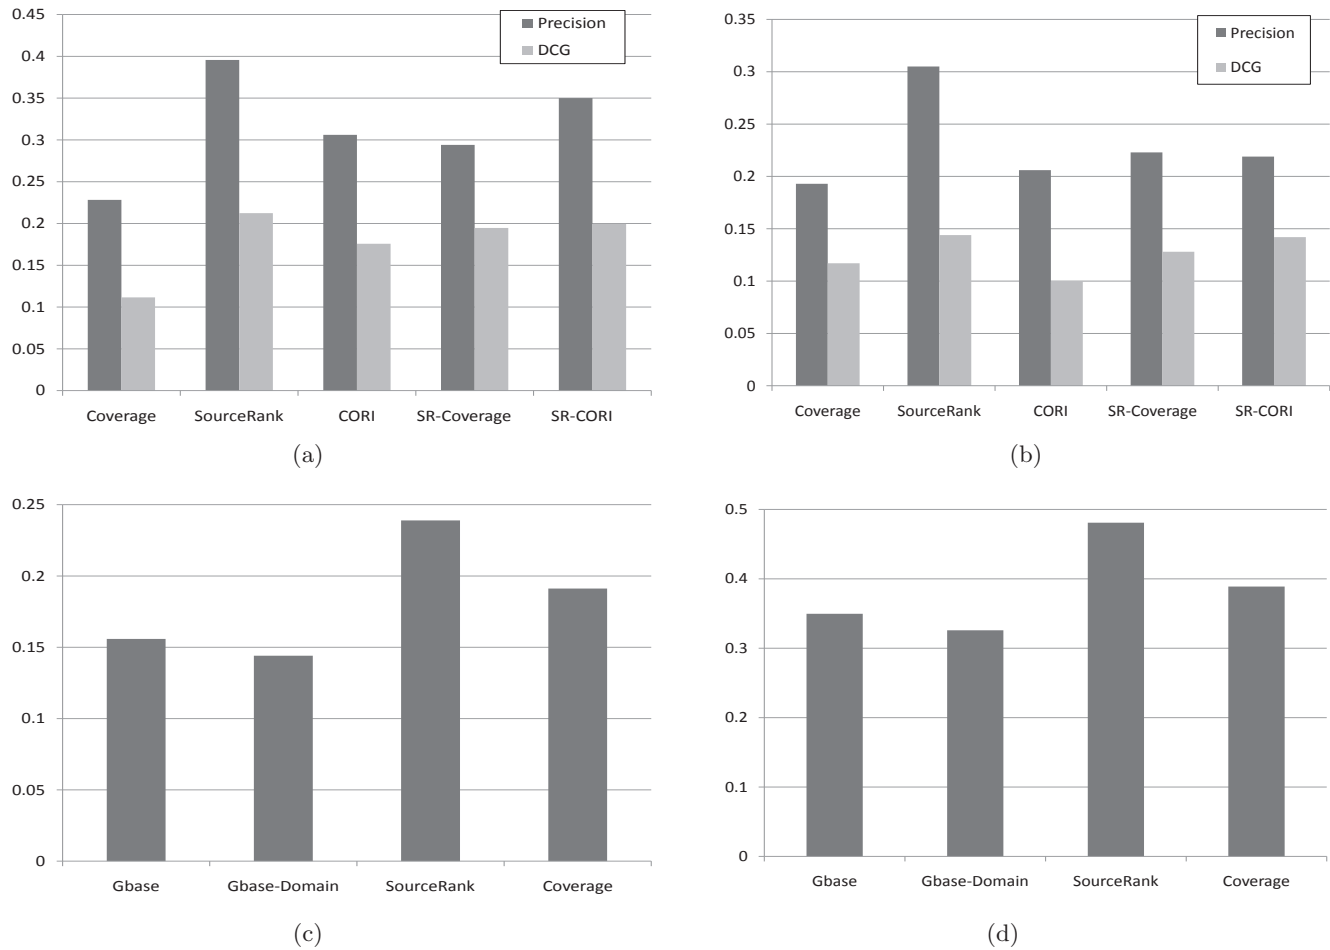 0.45
0.4
0.35
0.3
0.25
0.2
0.15
0.1
0.05
0
Precision
DCG
Coverage SourceRank CORI SR-Coverage SR-CORI
(a)
0.35
0.3
0.25
0.2
0.15
0.1
0.05
0
Precision
DCG
Coverage SourceRank CORI SR-Coverage SR-CORI
(b)
0.25
0.2
0.15
0.1
0.05
0
Gbase Gbase-Domain SourceRank Coverage
(c)
0.5
0.4
0.3
0.2
0.1
0
Gbase Gbase-Domain SourceRank Coverage
(d)